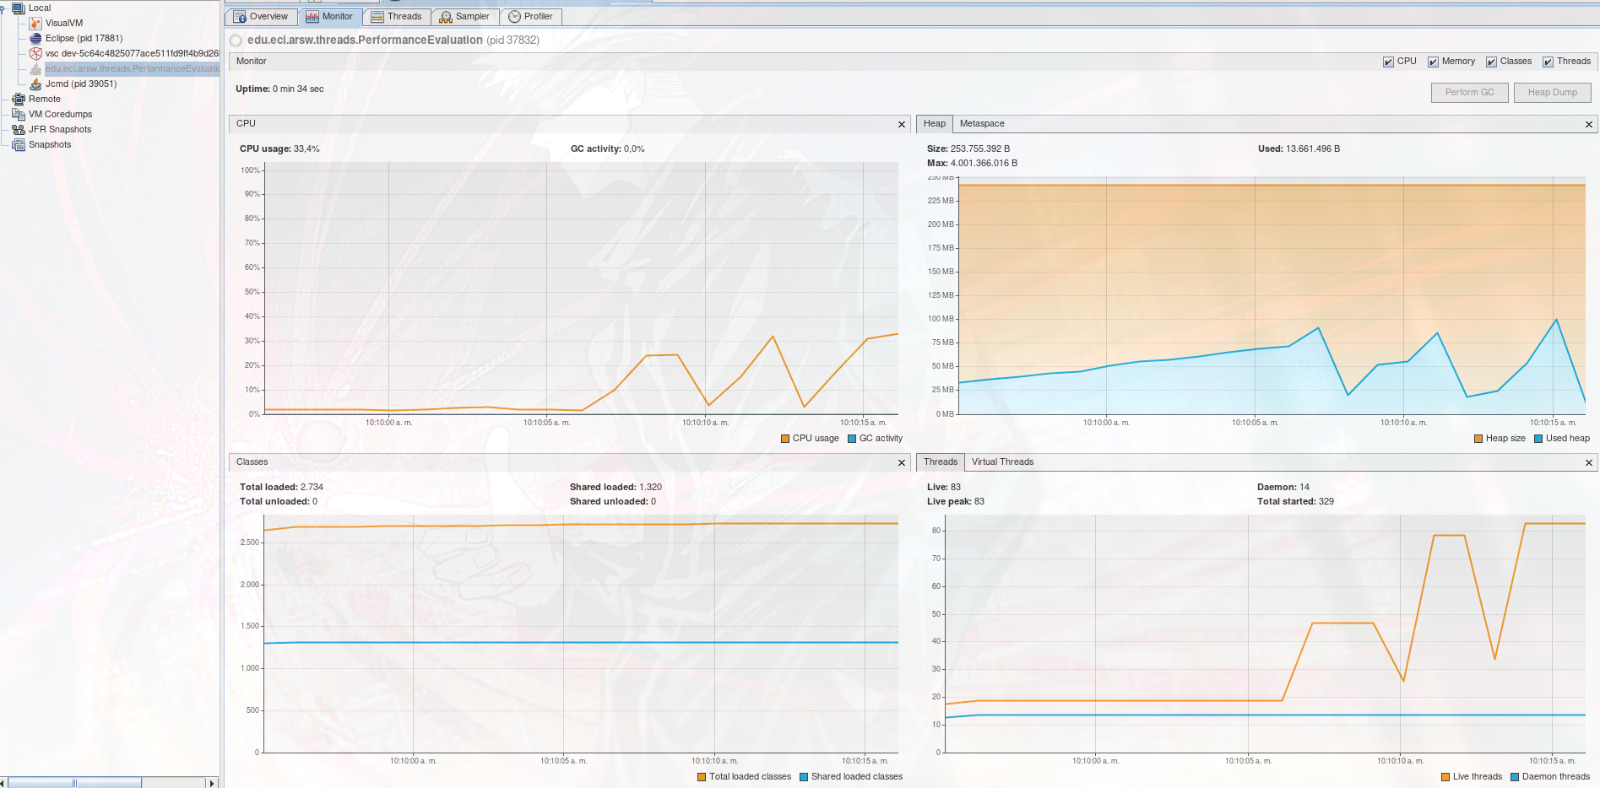 Local
VisualVM
Eclipse (pid 17881)
vsc dev-5c64c4825077ace511fd9ff4b9d26
edu.eci.arsw.threads.PerformanceEvaluati
Jcmd (pid 39051)
Remote
VM Coredumps
JFR Snapshots
Snapshots
Overview
Monitor
Threads
Sampler
Profiler
edu.eci.arsw.threads.PerformanceEvaluation (pid 37832)
Monitor
CPU
Memory
Classes
Threads
Uptime: 0 min 34 sec
Perform GC
Heap Dump
CPU
CPU usage: 33,4%
GC activity: 0,0%
100%
90%
80%
70%
60%
50%
40%
30%
20%
10%
0%
10:10:00 a. m.
10:10:05 a. m.
10:10:10 a. m.
10:10:15 a. m.
CPU usage
GC activity
Heap
Metaspace
Size: 253.755.392 B
Used: 13.661.496 B
Max: 4.001.366.016 B
250 MB
225 MB
200 MB
175 MB
150 MB
125 MB
100 MB
75 MB
50 MB
25 MB
0 MB
10:10:00 a. m.
10:10:05 a. m.
10:10:10 a. m.
10:10:15 a. m.
Heap size
Used heap
Classes
Total loaded: 2.734
Shared loaded: 1.320
Total unloaded: 0
Shared unloaded: 0
2.500
2.000
1.500
1.000
500
0
10:10:00 a. m.
10:10:05 a. m.
10:10:10 a. m.
10:10:15 a. m.
Total loaded classes
Shared loaded classes
Threads
Virtual Threads
Live: 83
Daemon: 14
Live peak: 83
Total started: 329
80
70
60
50
40
30
20
10
0
10:10:00 a. m.
10:10:05 a. m.
10:10:10 a. m.
10:10:15 a. m.
Live threads
Daemon threads